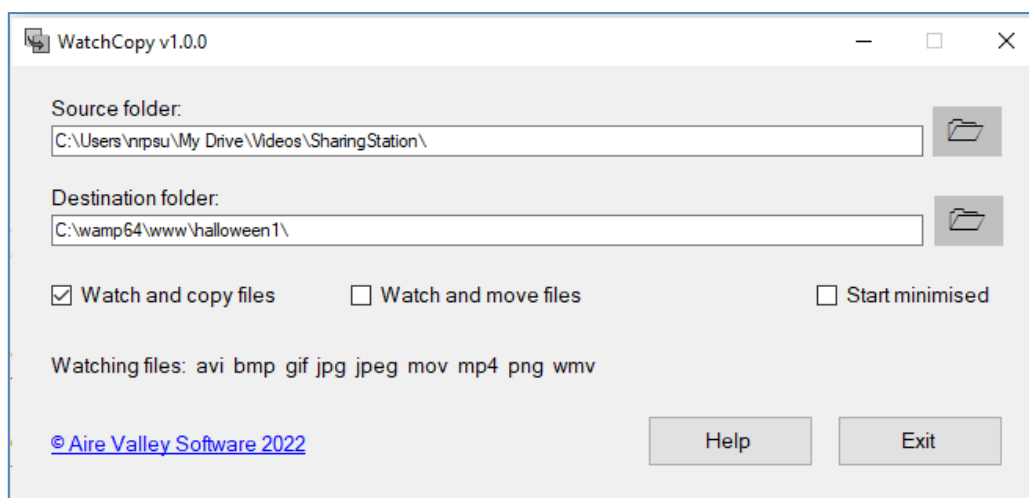 WatchCopy v1.0.0
Source folder:
C:\Users\nrpsu\My Drive\Videos\SharingStation\
Destination folder:
C:\wamp64\www\halloween1\
Watch and copy files Watch and move files Start minimised
Watching files: avi bmp gif jpg jpeg mov mp4 png wmv
© Aire Valley Software 2022 Help Exit